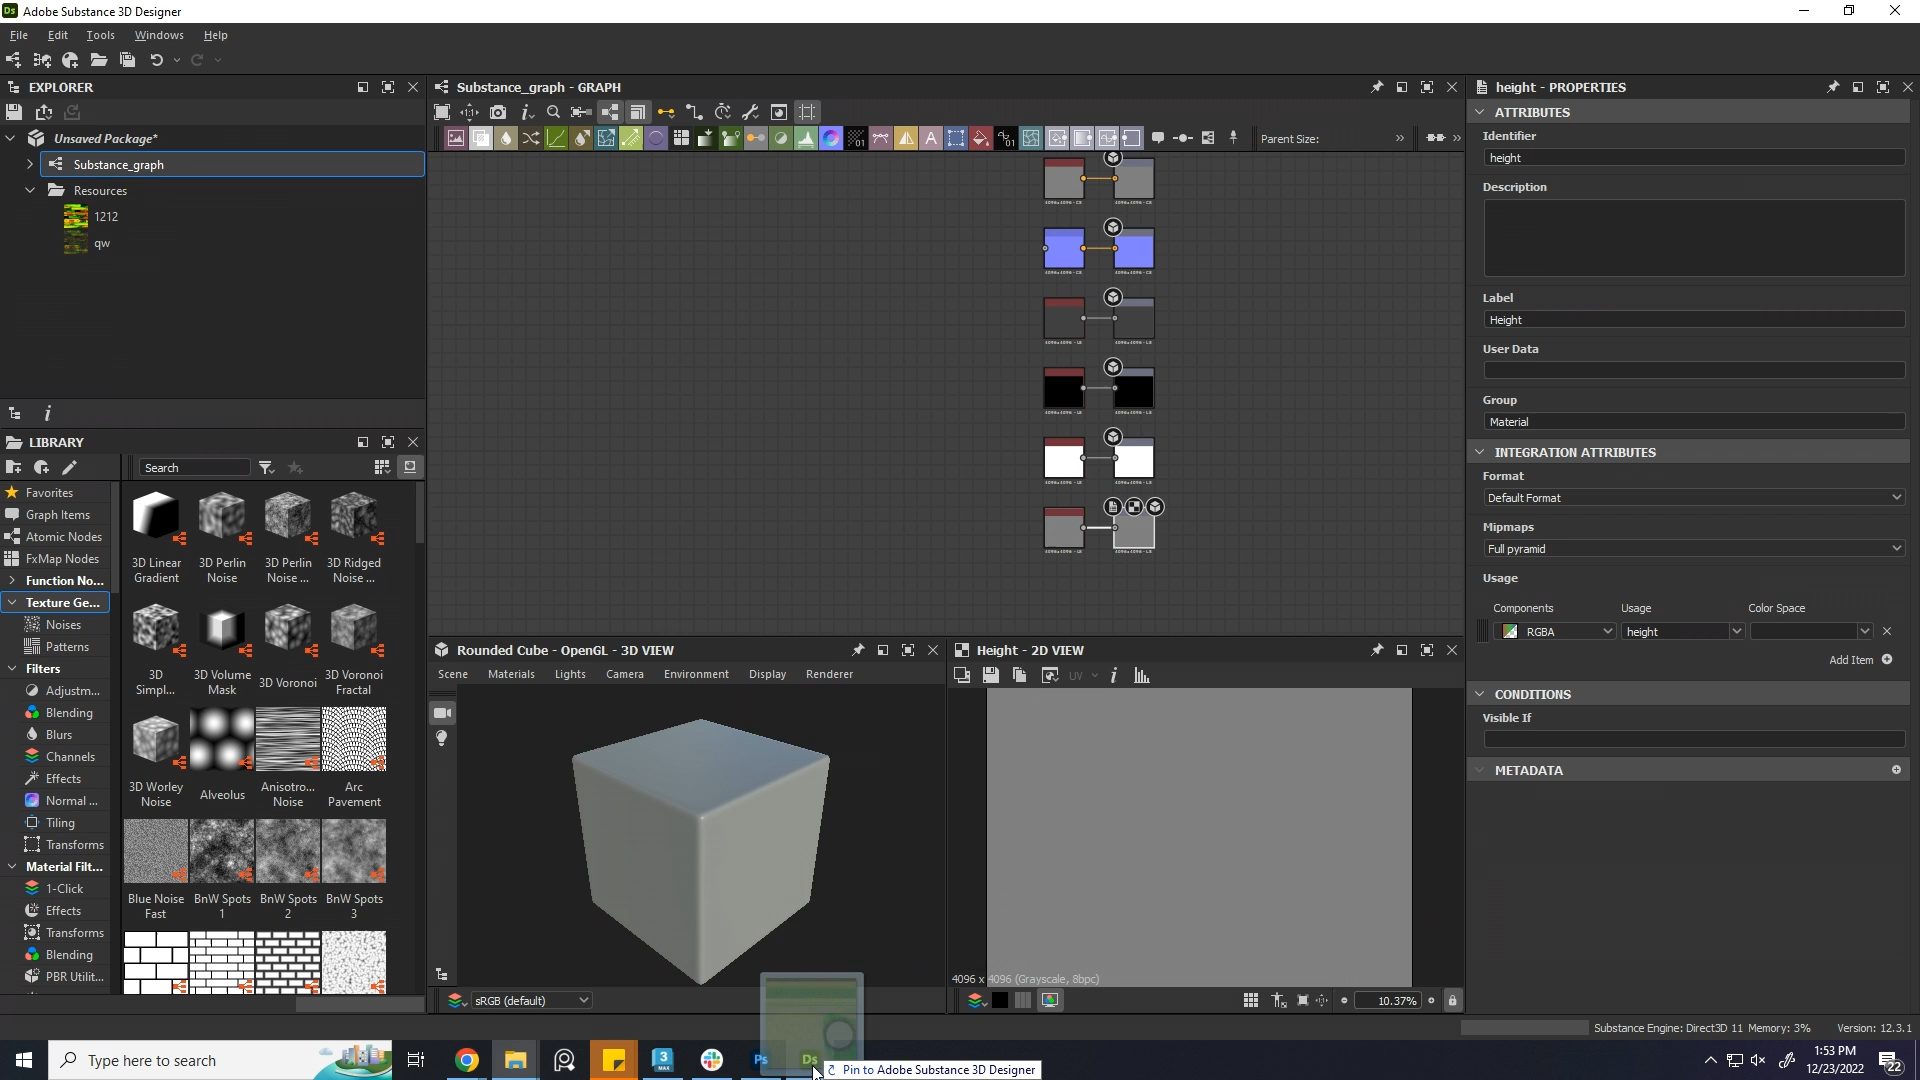 Ds Adobe Substance 3D Designer
File Edit Tools Windows Help
EXPLORER
Unsaved Package*
Substance_graph
Resources
1212
qw
LIBRARY
Search
Favorites
Graph Items
Atomic Nodes
FxMap Nodes
Function No...
Texture Ge...
Noises
Patterns
Filters
Adjustm...
Blending
Blurs
Channels
Effects
Normal ...
Tiling
Transforms
Material Filt...
1-Click
Effects
Transforms
Blending
PBR Utilit...
3D Linear Gradient
3D Perlin Noise
3D Perlin Noise ...
3D Ridged Noise ...
3D Simpl...
3D Volume Mask
3D Voronoi
3D Voronoi Fractal
3D Worley Noise
Alveolus
Anisotro... Noise
Arc Pavement
Blue Noise Fast
BnW Spots 1
BnW Spots 2
BnW Spots 3
Substance_graph - GRAPH
Parent Size:
Rounded Cube - OpenGL - 3D VIEW
Scene Materials Lights Camera Environment Display Renderer
sRGB (default)
Height - 2D VIEW
UV
4096 x 4096 (Grayscale, 8bpc)
10.37%
height - PROPERTIES
ATTRIBUTES
Identifier
height
Description
Label
Height
User Data
Group
Material
INTEGRATION ATTRIBUTES
Format
Default Format
Mipmaps
Full pyramid
Usage
Components Usage Color Space
RGBA height
Add Item
CONDITIONS
Visible If
METADATA
Substance Engine: Direct3D 11 Memory: 3% Version: 12.3.1
Type here to search
3 MAX
Ps
Ds
Pin to Adobe Substance 3D Designer
1:53 PM
12/23/2022
22